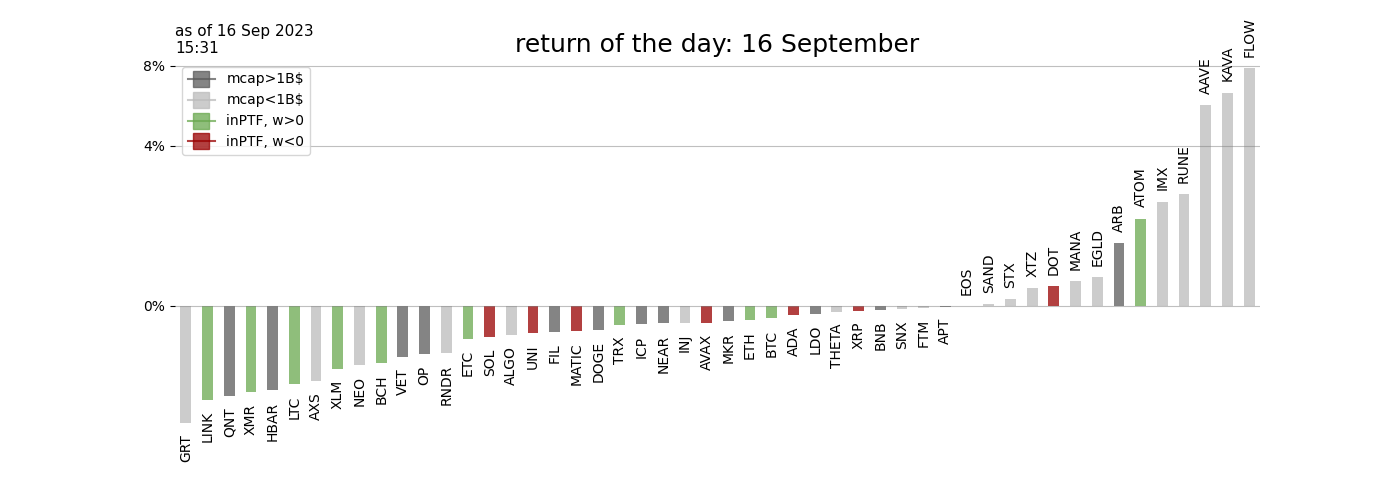 as of 16 Sep 2023
15:31
return of the day: 16 September
8%
4%
0%
mcap>1B$
mcap<1B$
inPTF, w>0
inPTF, w<0
GRT
LINK
QNT
XMR
HBAR
LTC
AXS
XLM
NEO
BCH
VET
OP
RNDR
ETC
SOL
ALGO
UNI
FIL
MATIC
DOGE
TRX
ICP
NEAR
INJ
AVAX
MKR
ETH
BTC
ADA
LDO
THETA
XRP
BNB
SNX
FTM
APT
EOS
SAND
STX
XTZ
DOT
MANA
EGLD
ARB
ATOM
IMX
RUNE
AAVE
KAVA
FLOW